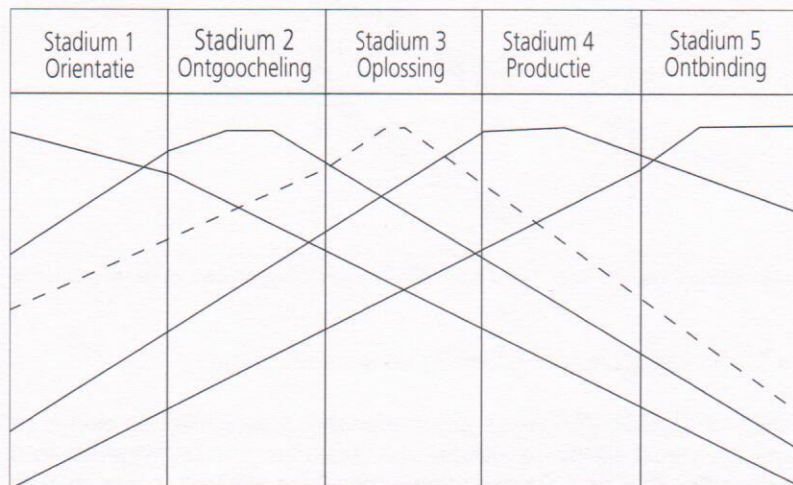 Stadium 1
Orientatie
Stadium 2
Ontgoocheling
Stadium 3
Oplossing
Stadium 4
Productie
Stadium 5
Ontbinding